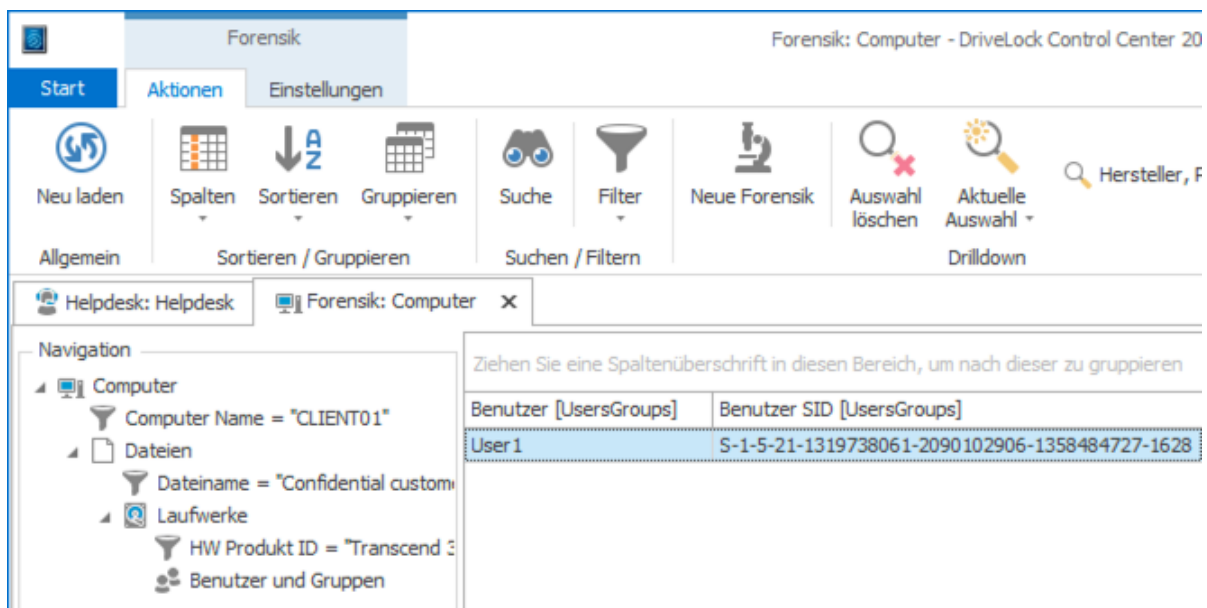 Forensik
Forensik: Computer - DriveLock Control Center 20
Start Aktionen Einstellungen
Neu laden Spalten Sortieren Gruppieren Suche Filter Neue Forensik Auswahl löschen Aktuelle Auswahl Hersteller, F
Allgemein Sortieren / Gruppieren Suchen / Filtern Drilldown
Helpdesk: Helpdesk Forensik: Computer
Navigation
Ziehen Sie eine Spaltenüberschrift in diesen Bereich, um nach dieser zu gruppieren
Computer
Computer Name = "CLIENT01"
Benutzer [UsersGroups] Benutzer SID [UsersGroups]
Dateien
User1 S-1-5-21-1319738061-2090102906-1358484727-1628
Dateiname = "Confidential custom
Laufwerke
HW Produkt ID = "Transcend 3
Benutzer und Gruppen